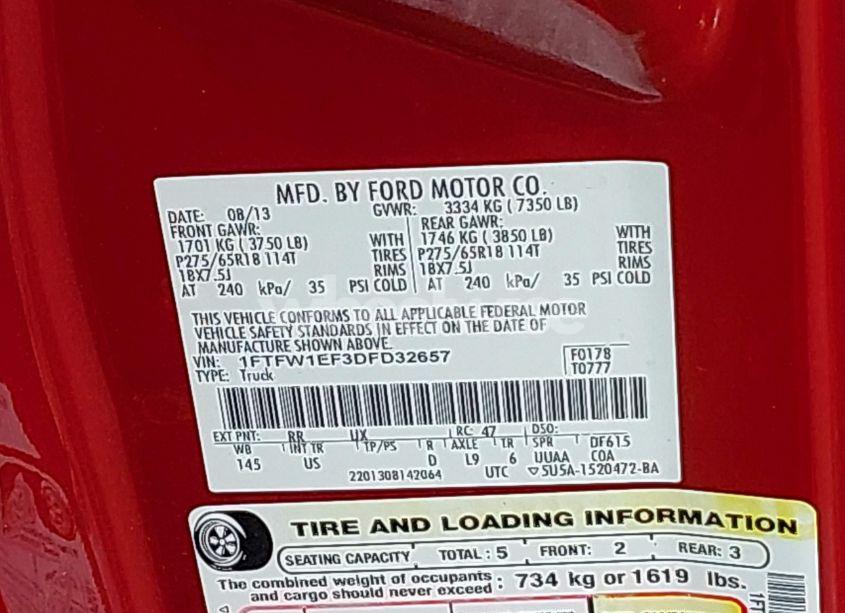 MFD. BY FORD MOTOR CO.
DATE: 08/13 GVWR: 3334 KG ( 7350 LB)
FRONT GAWR: REAR GAWR:
1701 KG ( 3750 LB) WITH 1746 KG ( 3850 LB) WITH
P275/65R18 114T TIRES P275/65R18 114T TIRES
18X7.5J RIMS 18X7.5J RIMS
AT 240 kPa/ 35 PSI COLD AT 240 kPa/ 35 PSI COLD
THIS VEHICLE CONFORMS TO ALL APPLICABLE FEDERAL MOTOR
VEHICLE SAFETY STANDARDS IN EFFECT ON THE DATE OF
MANUFACTURE SHOWN ABOVE.
VIN: 1FTFW1EF3DFD32657 F0178
TYPE: Truck T0777
EXT PNT: RR UX RC: 47 DSO:
WB INT TR TP/PS R AXLE TR SPR DF615
145 US D L9 6 UUAA COA
2201308142064 UTC ▽5U5A-1520472-BA
TIRE AND LOADING INFORMATION
SEATING CAPACITY TOTAL : 5 FRONT: 2 REAR: 3
The combined weight of occupants : 734 kg or 1619 lbs.
and cargo should never exceed